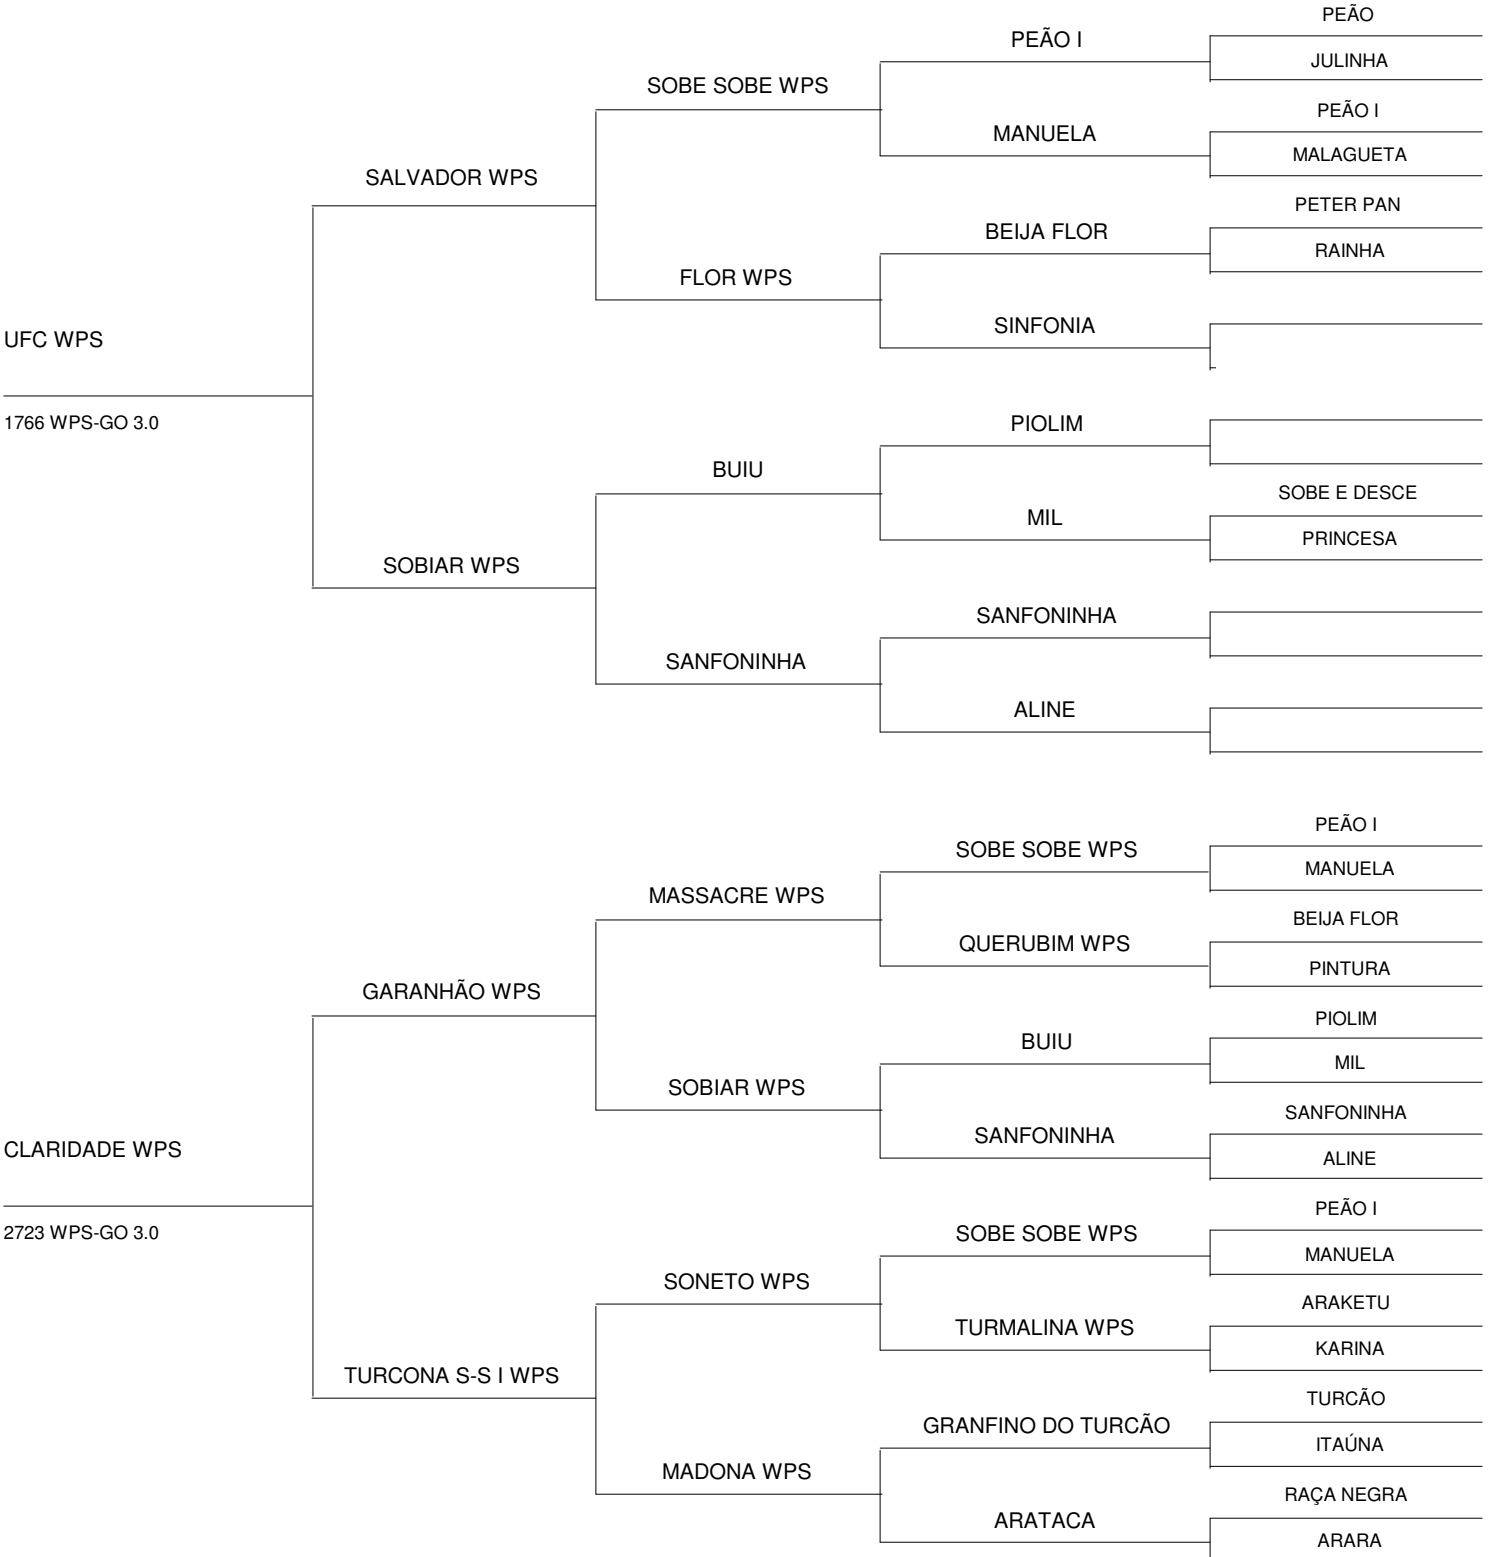 PEÃO
PEÃO I
JULINHA
SOBE SOBE WPS
PEÃO I
MANUELA
MALAGUETA
SALVADOR WPS
PETER PAN
BEIJA FLOR
RAINHA
FLOR WPS
SINFONIA
UFC WPS
1766 WPS-GO 3.0
PIOLIM
BUIU
SOBE E DESCE
MIL
PRINCESA
SOBIAR WPS
SANFONINHA
SANFONINHA
ALINE
PEÃO I
SOBE SOBE WPS
MANUELA
MASSACRE WPS
BEIJA FLOR
QUERUBIM WPS
PINTURA
GARANHÃO WPS
PIOLIM
BUIU
MIL
SOBIAR WPS
SANFONINHA
SANFONINHA
ALINE
CLARIDADE WPS
2723 WPS-GO 3.0
PEÃO I
SOBE SOBE WPS
MANUELA
SONETO WPS
ARAKETU
TURMALINA WPS
KARINA
TURCONA S-S I WPS
TURCÃO
GRANFINO DO TURCÃO
ITAÚNA
MADONA WPS
RAÇA NEGRA
ARATACA
ARARA